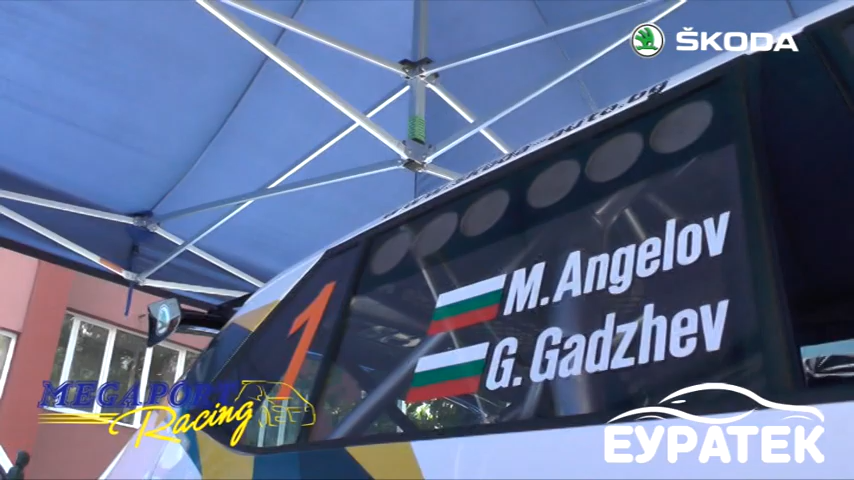 ŠKODA
M. Angelov
G. Gadzhev
1
MEGAPORT
Racing
ЕУРАТЕК